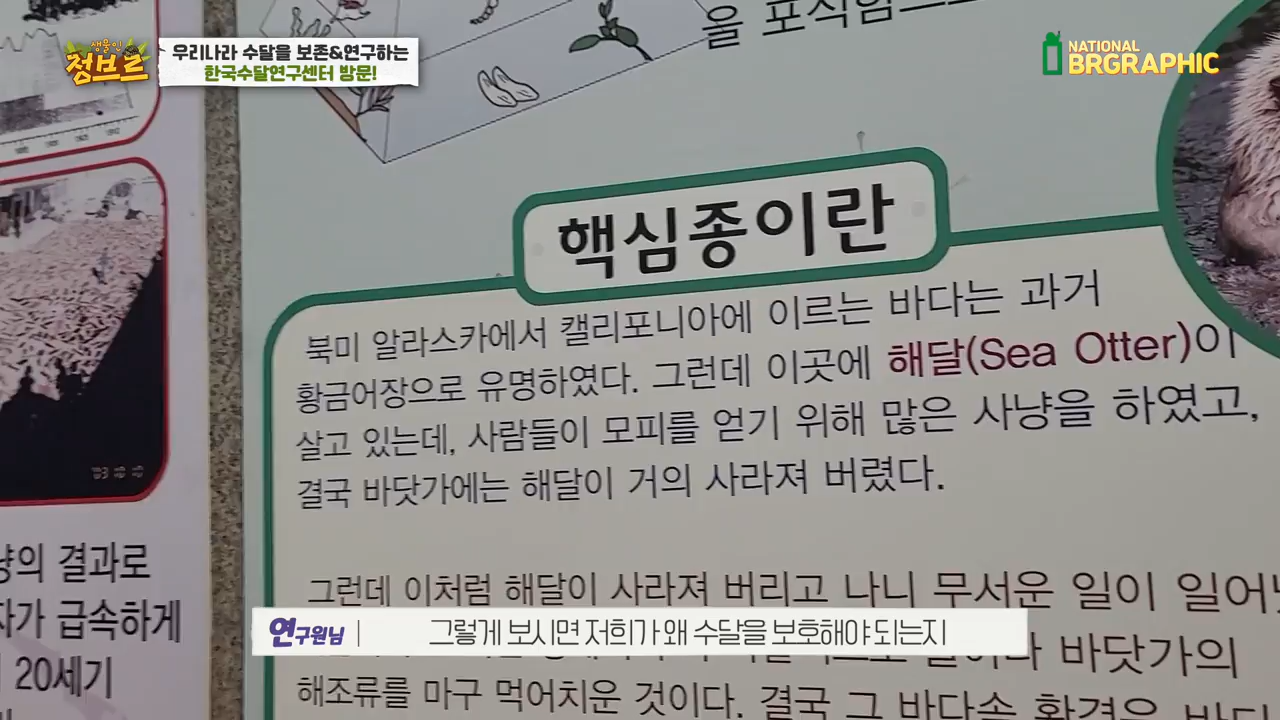 생물인
정브르
우리나라 수달을 보존&연구하는
한국수달연구센터 방문!
NATIONAL
BRGRAPHIC
을
핵심종이란
북미 알라스카에서 캘리포니아에 이르는 바다는 과거
황금어장으로 유명하였다. 그런데 이곳에 해달(Sea Otter)이
살고 있는데, 사람들이 모피를 얻기 위해 많은 사냥을 하였고,
결국 바닷가에는 해달이 거의 사라져 버렸다.
그런데 이처럼 해달이 사라져 버리고 나니 무서운 일이
바닷가의
해조류를 마구 먹어치운 것이다. 결국 그 바다속 환경은
결과로
급속하게
20세기
연구원님
그렇게 보시면 저희가 왜 수달을 보호해야 되는지